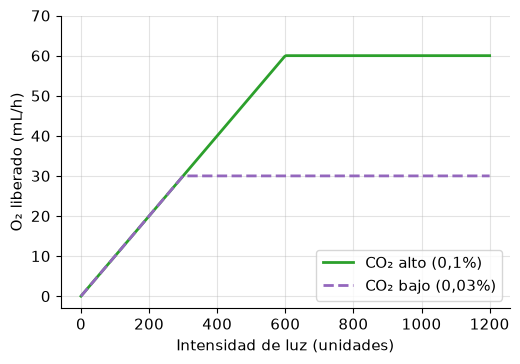 70
60
50
40
30
20
10
0
O₂ liberado (mL/h)
CO₂ alto (0,1%)
CO₂ bajo (0,03%)
0 200 400 600 800 1000 1200
Intensidad de luz (unidades)